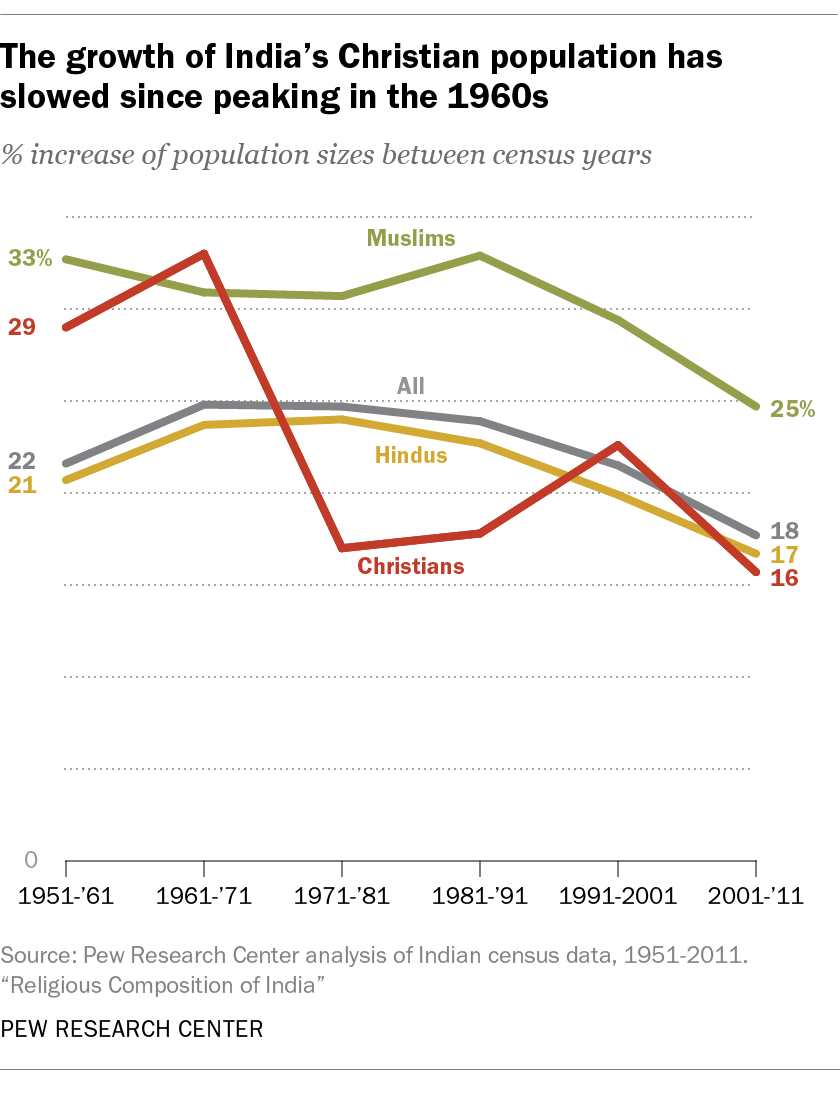 The growth of India’s Christian population has
slowed since peaking in the 1960s
% increase of population sizes between census years
Muslims
33%
29
All
25%
22
Hindus
21
18
17
Christians
16
0
1951-’61 1961-’71 1971-’81 1981-’91 1991-2001 2001-’11
Source: Pew Research Center analysis of Indian census data, 1951-2011.
“Religious Composition of India”
PEW RESEARCH CENTER